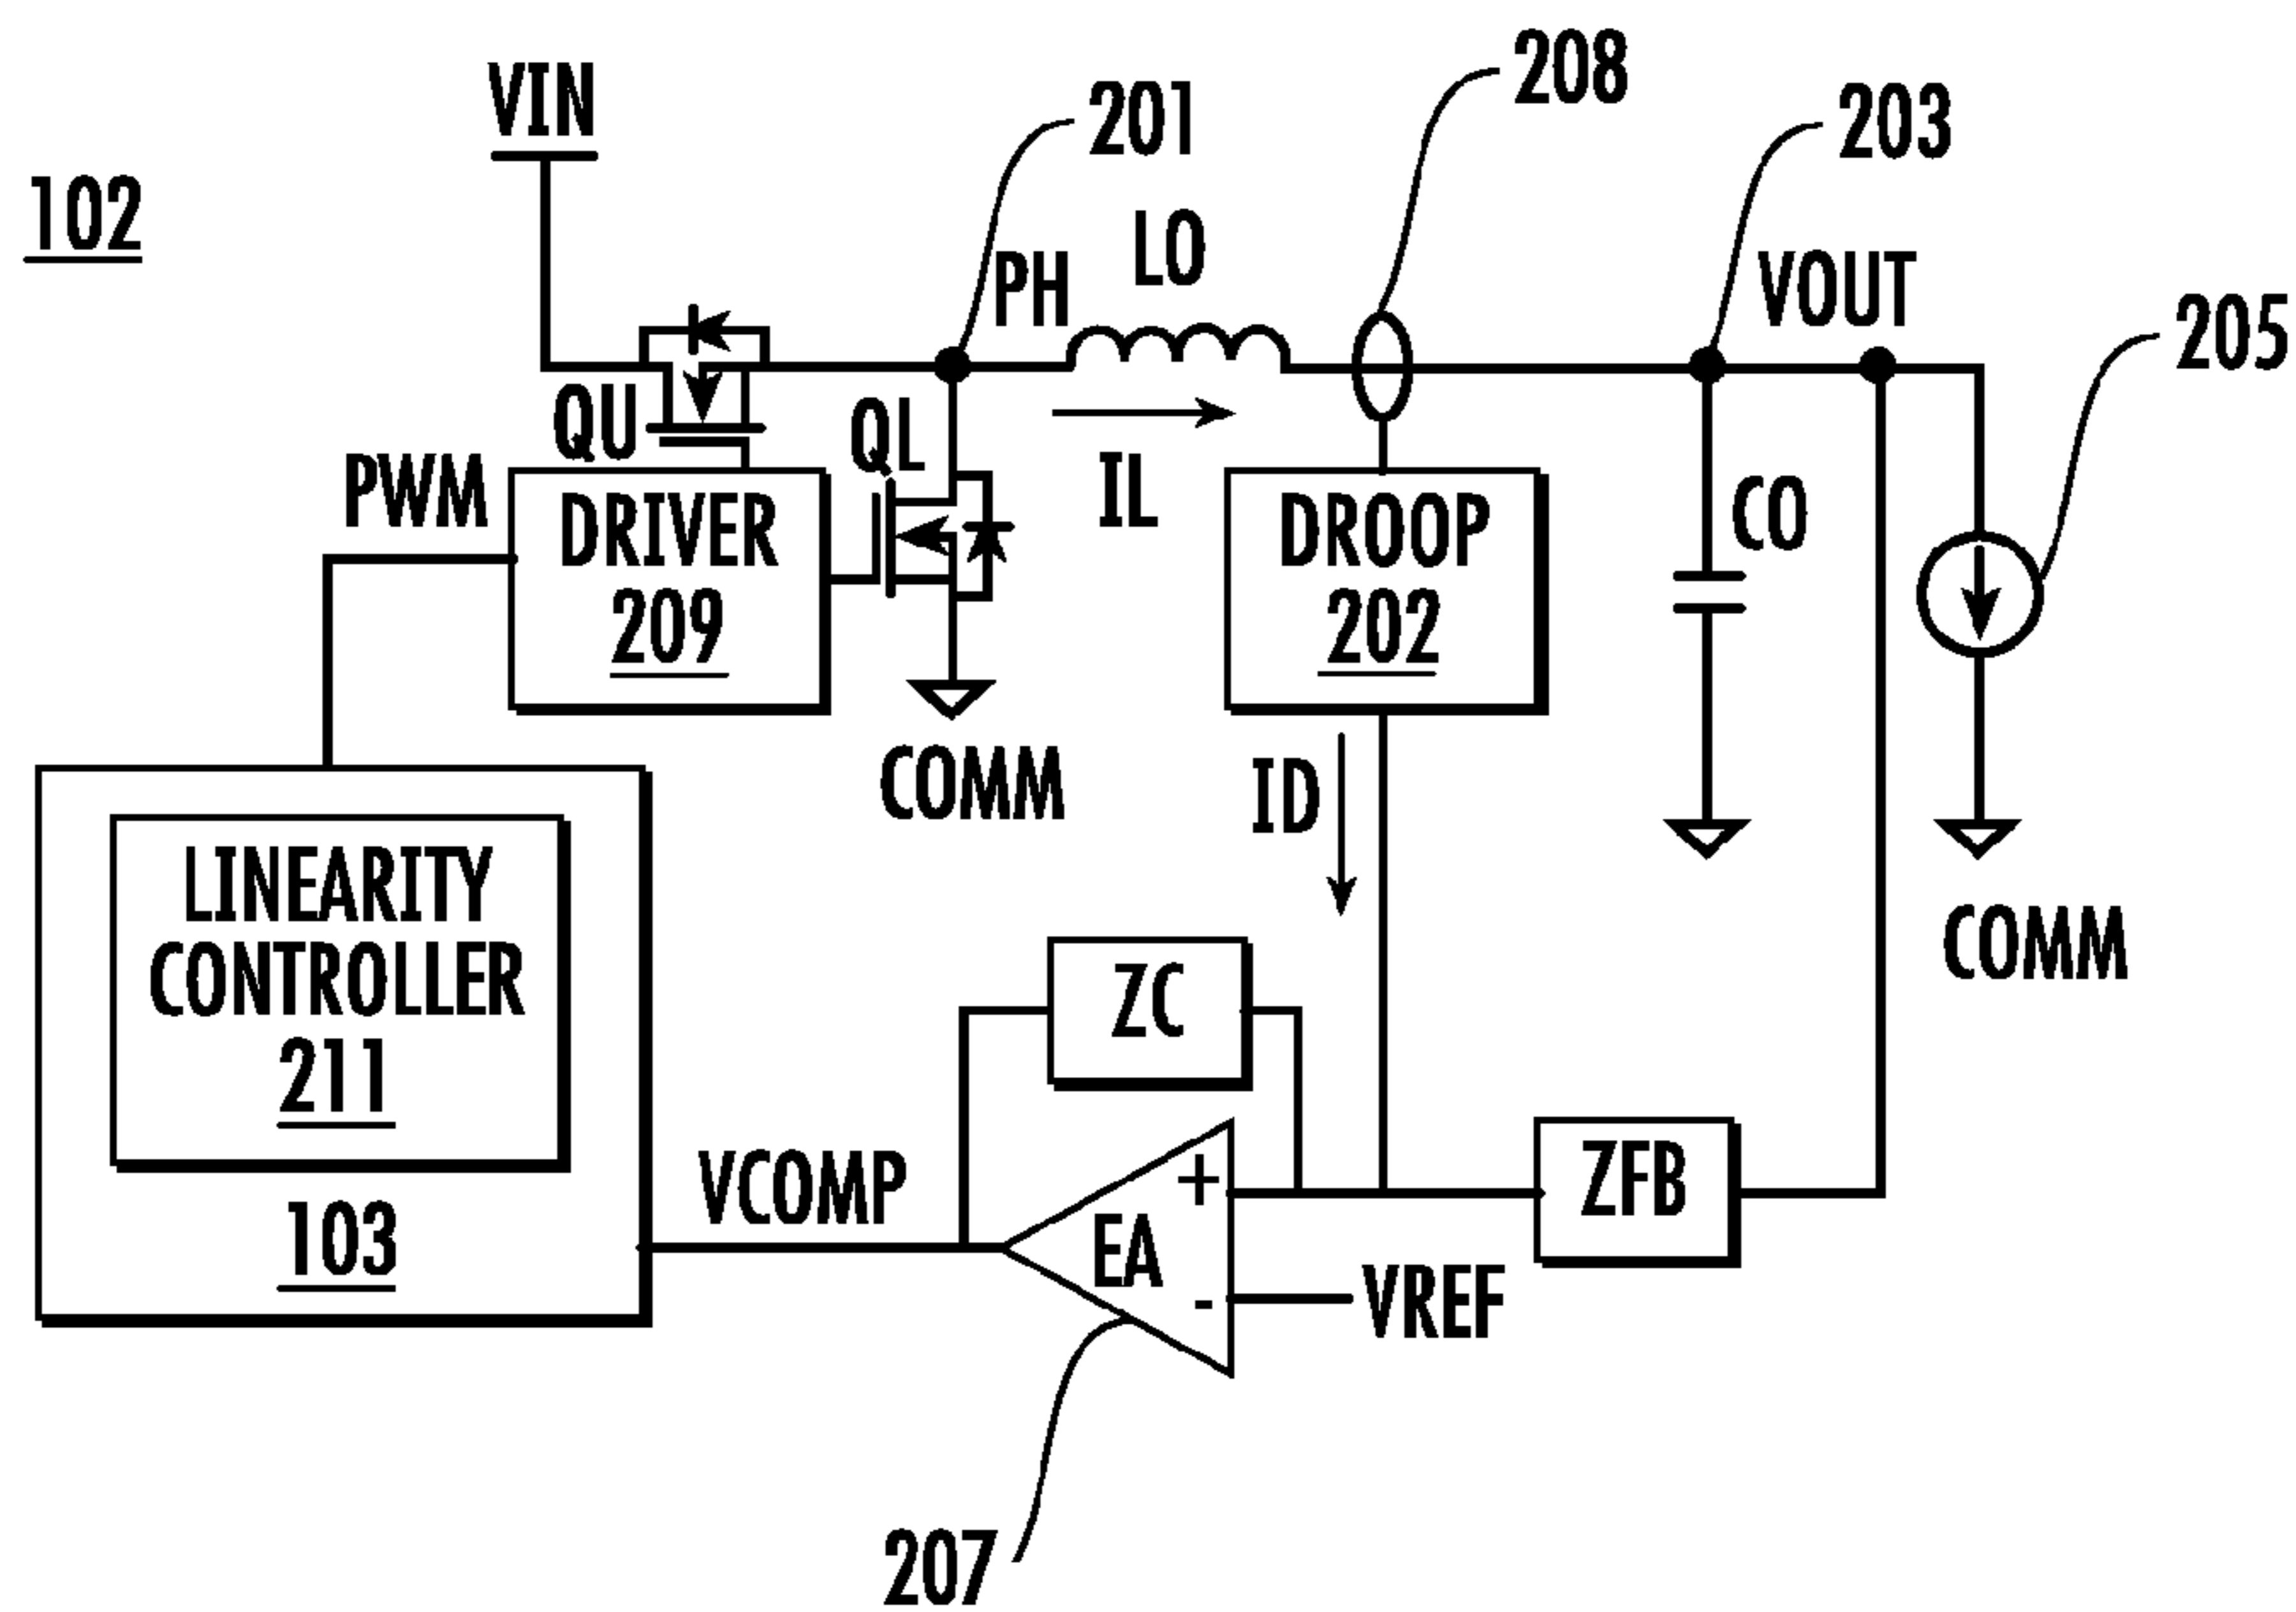 208
VIN
201
203
102
LO
PH
VOUT
205
QU
QL
PWM
IL
CO
DRIVER
209
DROOP
202
COMM
ID
LINEARITY
CONTROLLER
211
COMM
ZC
103
VCOMP
+
EA
-
ZFB
VREF
207